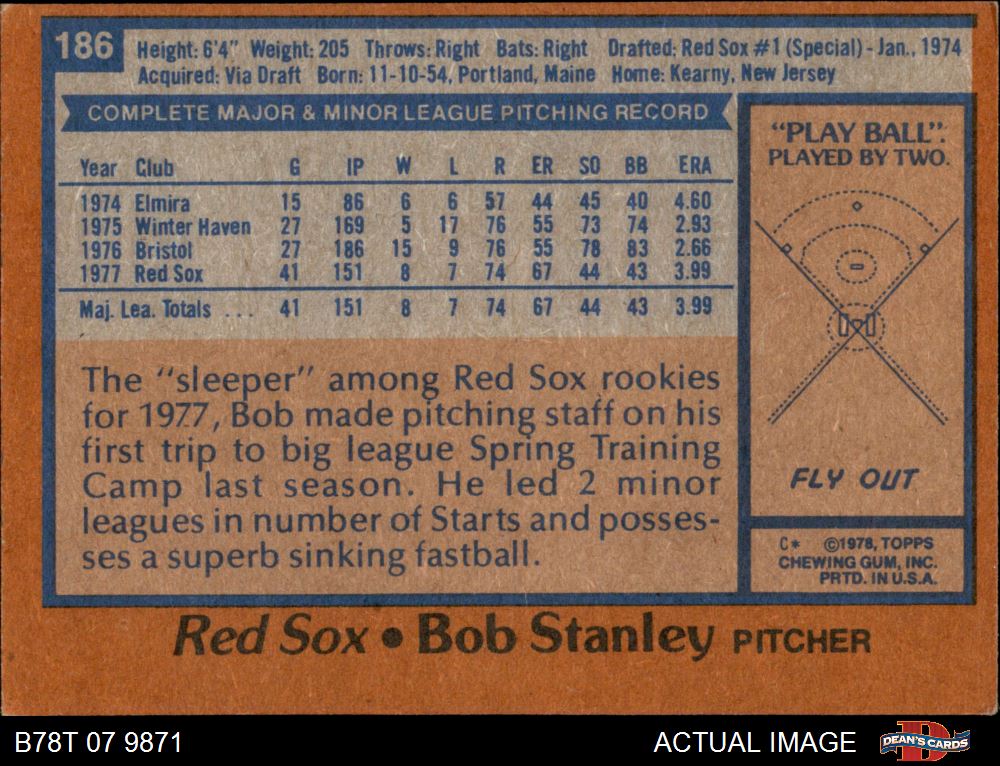 186
Height: 6'4" Weight: 205 Throws: Right Bats: Right Drafted: Red Sox #1 (Special) - Jan., 1974
Acquired: Via Draft Born: 11-10-54, Portland, Maine Home: Kearny, New Jersey
COMPLETE MAJOR & MINOR LEAGUE PITCHING RECORD
Year Club G IP W L R ER SO BB ERA
1974 Elmira 15 86 6 6 57 44 45 40 4.60
1975 Winter Haven 27 169 5 17 76 55 73 74 2.93
1976 Bristol 27 186 15 9 76 55 78 83 2.66
1977 Red Sox 41 151 8 7 74 67 44 43 3.99
Maj. Lea. Totals ... 41 151 8 7 74 67 44 43 3.99
The "sleeper" among Red Sox rookies
for 1977, Bob made pitching staff on his
first trip to big league Spring Training
Camp last season. He led 2 minor
leagues in number of Starts and posses-
ses a superb sinking fastball.
"PLAY BALL":
PLAYED BY TWO.
FLY OUT
C* ©1978, TOPPS
CHEWING GUM, INC.
PRTD. IN U.S.A.
Red Sox • Bob Stanley PITCHER
B78T 07 9871
ACTUAL IMAGE
DEAN'S CARDS